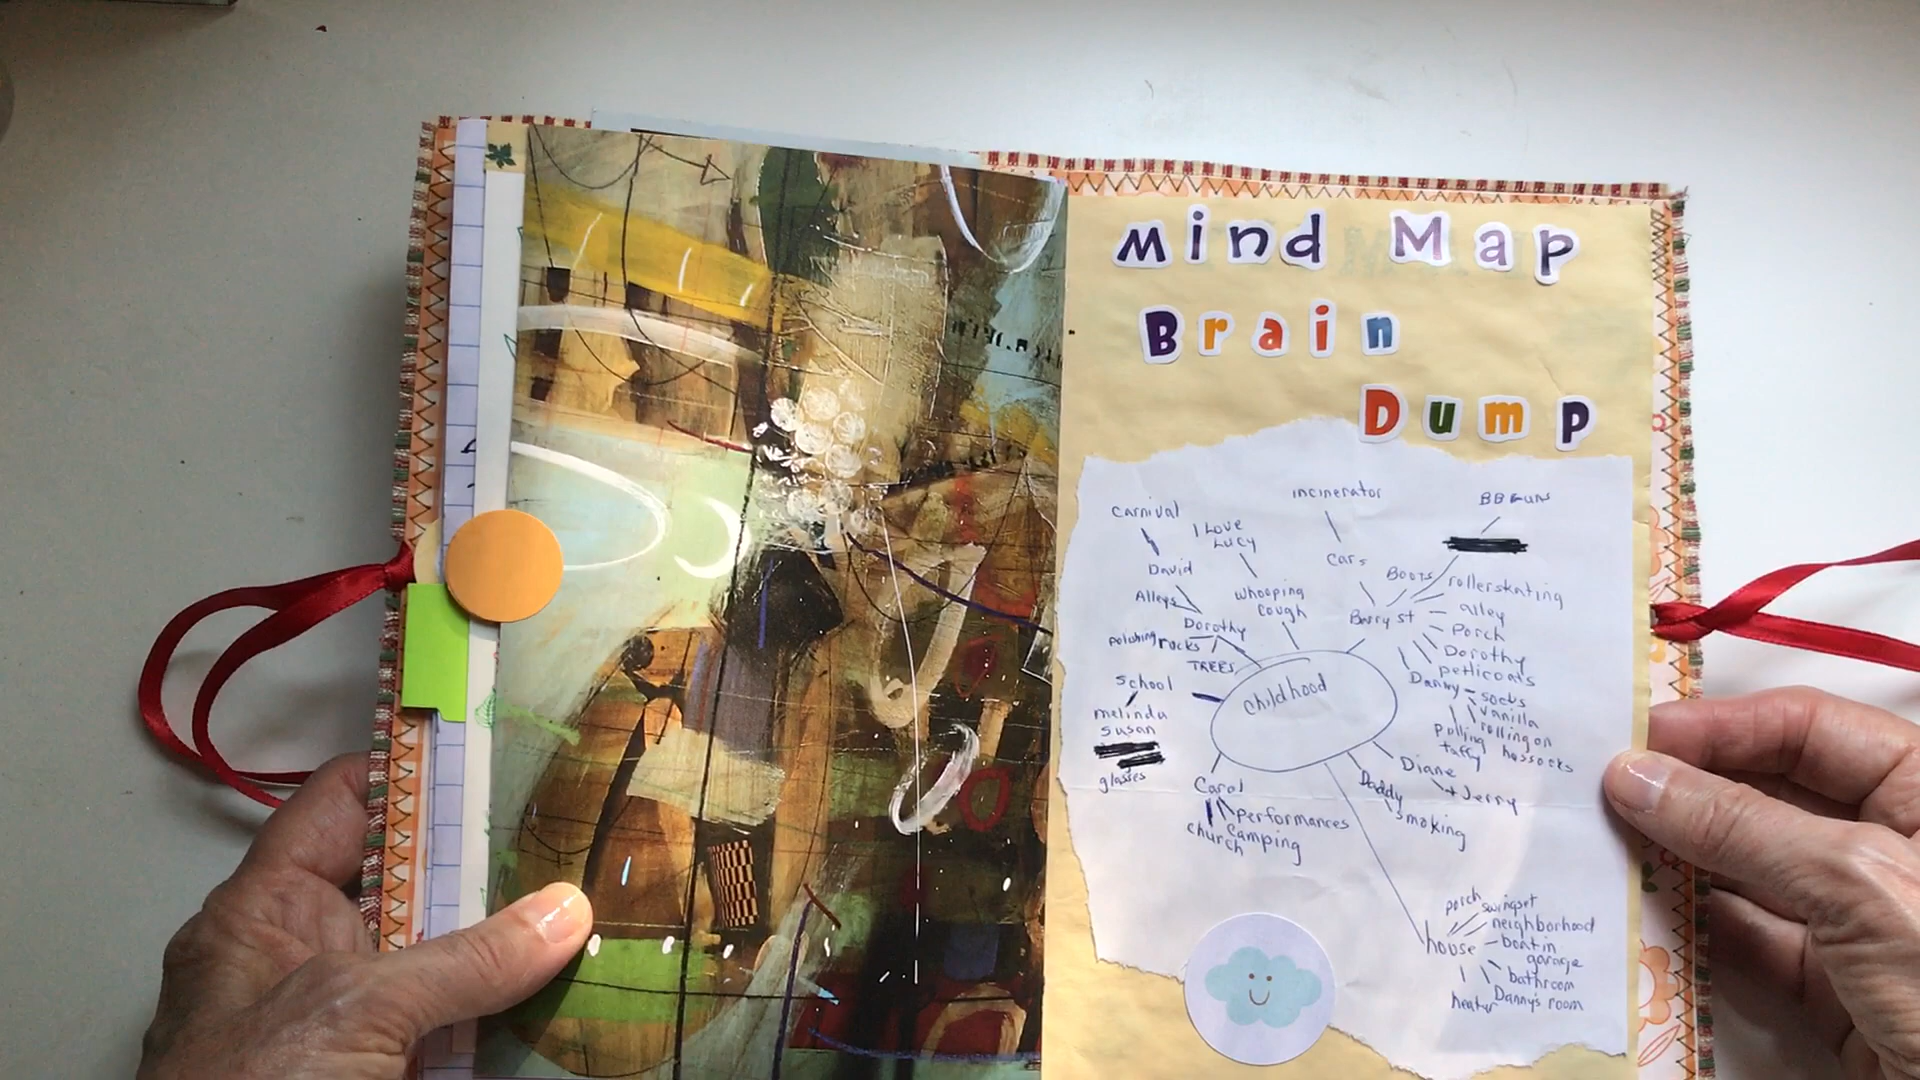 mind Map
Brain
Dump
Carnival
I Love
Lucy
incinerator
BB Guns
David
Cars
Alleys
whooping
cough
Boots
rollerskating
alley
Dorothy
Berry st
Porch
polishing rocks
Dorothy
TREES
petticoats
School
childhood
Danny
socks
melinda
vanilla
susan
rolling on
hassocks
pulling
taffy
glasses
Carol
Diane
+ Jerry
Daddy
smoking
performances
church
Camping
porch
swingset
neighborhood
house
boat in
garage
bathroom
heater
Danny's room